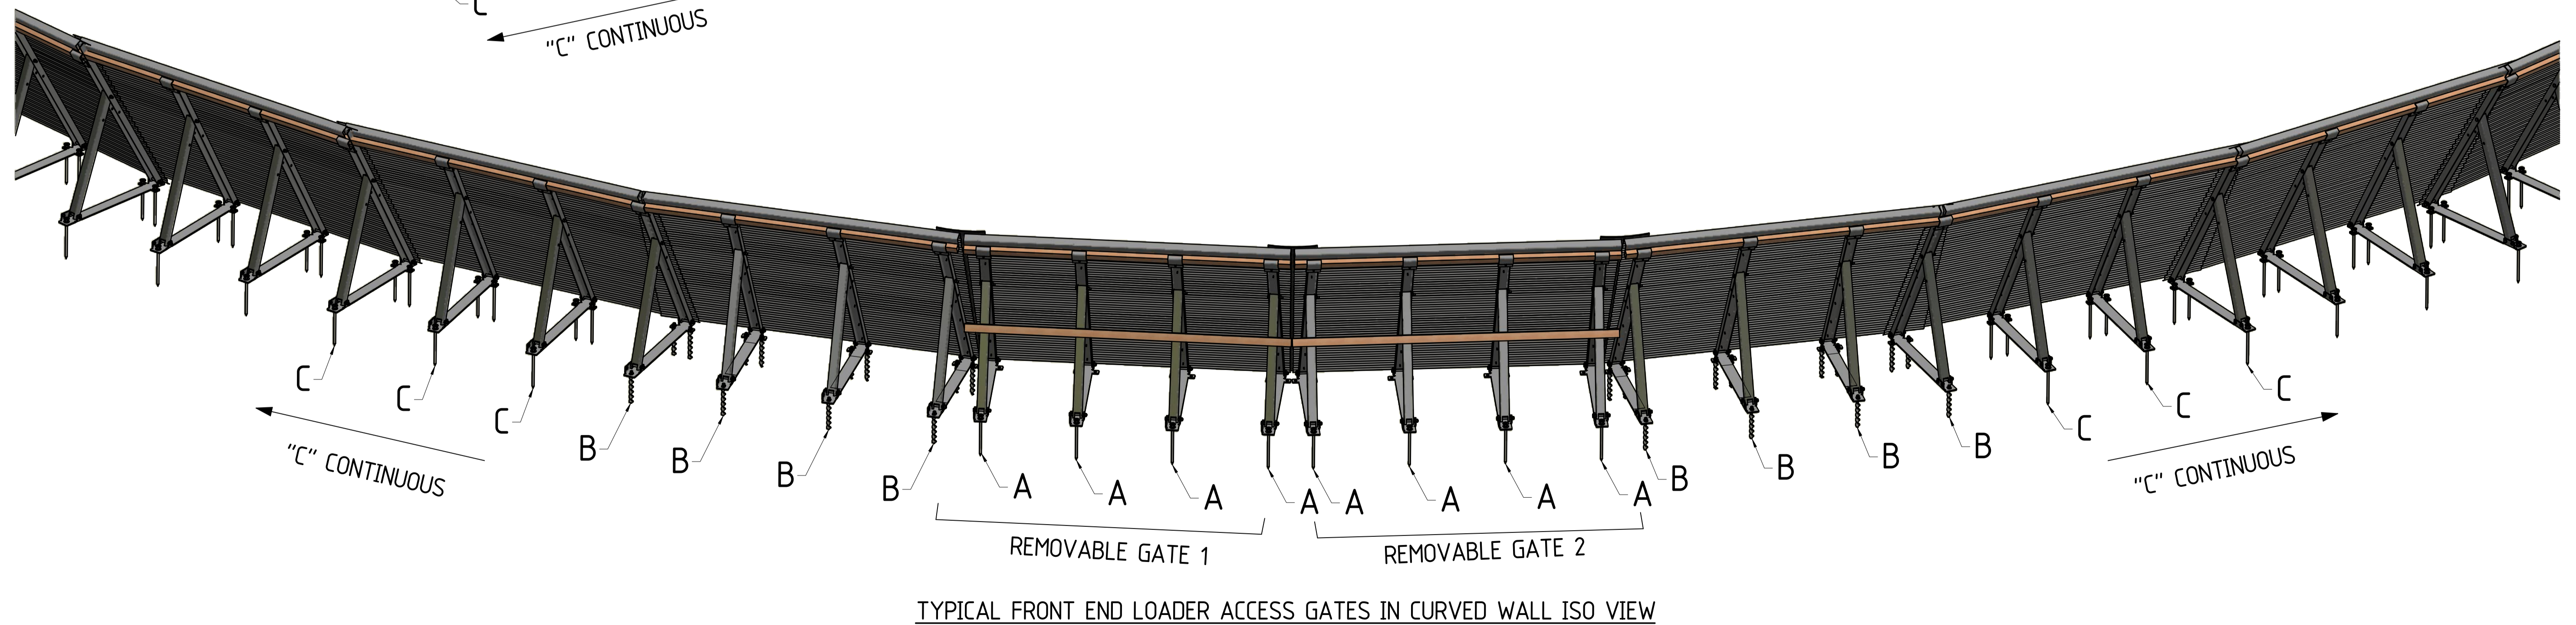 C
"C" CONTINUOUS
C
C
C
B
B
B
B
A
A
A
A
A
A
A
A
B
B
B
B
C
C
C
"C" CONTINUOUS
"C" CONTINUOUS
REMOVABLE GATE 1
REMOVABLE GATE 2
TYPICAL FRONT END LOADER ACCESS GATES IN CURVED WALL ISO VIEW